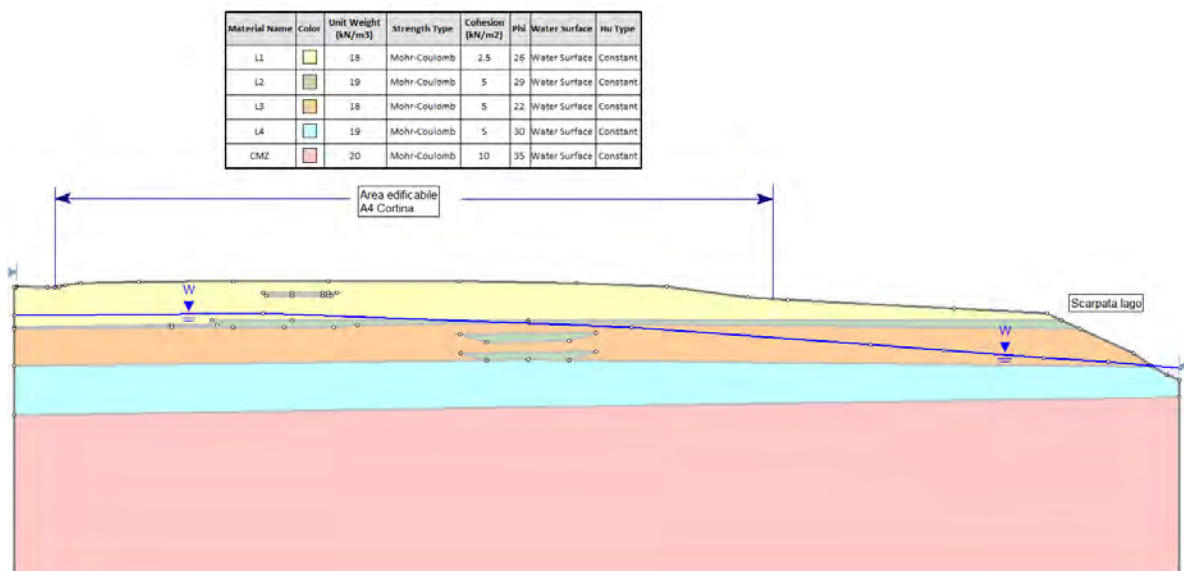 Material Name Color Unit Weight (kN/m3) Strength Type Cohesion (kN/m2) Phi Water Surface Hu Type
L1 18 Mohr-Coulomb 2.5 26 Water Surface Constant
L2 19 Mohr-Coulomb 5 29 Water Surface Constant
L3 18 Mohr-Coulomb 5 22 Water Surface Constant
L4 19 Mohr-Coulomb 5 30 Water Surface Constant
CMZ 20 Mohr-Coulomb 10 35 Water Surface Constant
Area edificabile
A4 Cortina
W
Scarpata lago
W